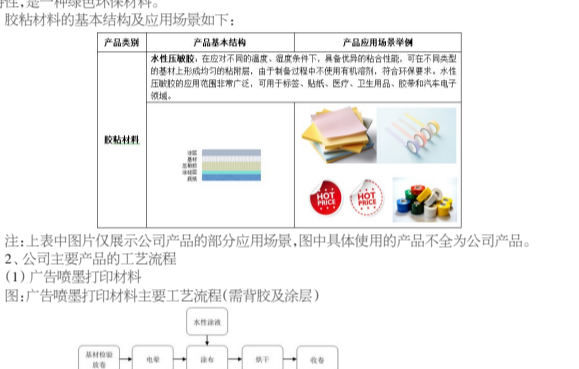 特性,是一种绿色环保材料。
胶粘材料的基本结构及应用场景如下:
产品类别 产品基本结构 产品应用场景举例
水性压敏胶:在应对不同的温度、湿度条件下,具备优异的粘合性能,可在不同类型
的基材上形成均匀的粘附层,由于制备过程中不使用有机溶剂,符合环保要求。水性
压敏胶的应用范围非常广泛,可用于标签、贴纸、医疗、卫生用品、胶带和汽车电子
领域。
胶粘材料
涂层
基材
压敏胶
涂硅层
底纸
HOT
PRICE
HOT
PRICE
注:上表中图片仅展示公司产品的部分应用场景,图中具体使用的产品不全为公司产品。
2、公司主要产品的工艺流程
(1)广告喷墨打印材料
图:广告喷墨打印材料主要工艺流程(需背胶及涂层)
水性涂液
基材检验
放卷
电晕
涂布
烘干
收卷